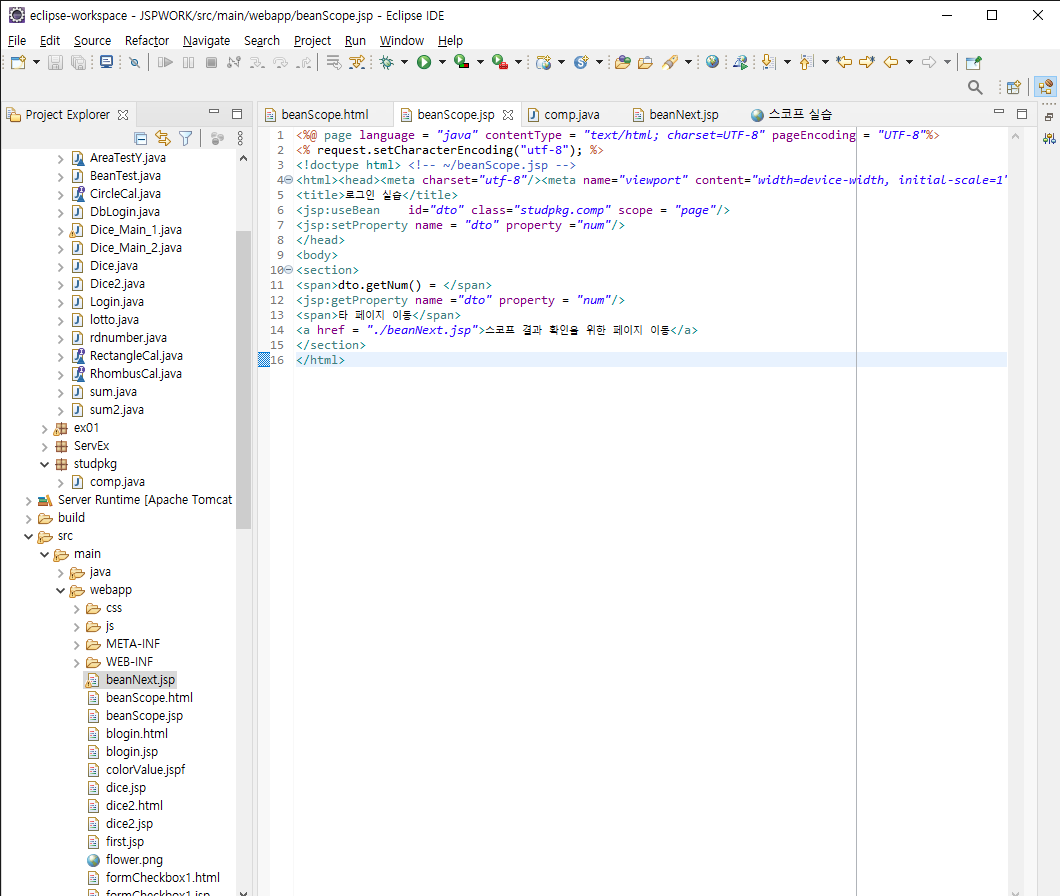 eclipse-workspace - JSPWORK/src/main/webapp/beanScope.jsp - Eclipse IDE
File Edit Source Refactor Navigate Search Project Run Window Help
Project Explorer
AreaTestY.java
BeanTest.java
CircleCal.java
DbLogin.java
Dice_Main_1.java
Dice_Main_2.java
Dice.java
Dice2.java
Login.java
lotto.java
rdnumber.java
RectangleCal.java
RhombusCal.java
sum.java
sum2.java
ex01
ServEx
studpkg
comp.java
Server Runtime [Apache Tomcat
build
src
main
java
webapp
css
js
META-INF
WEB-INF
beanNext.jsp
beanScope.html
beanScope.jsp
blogin.html
blogin.jsp
colorValue.jspf
dice.jsp
dice2.html
dice2.jsp
first.jsp
flower.png
formCheckbox1.html
formCheckbox1.jsp
beanScope.html beanScope.jsp comp.java beanNext.jsp 스코프 실습
1 <%@ page language = "java" contentType = "text/html; charset=UTF-8" pageEncoding = "UTF-8"%>
2 <% request.setCharacterEncoding("utf-8"); %>
3 <!doctype html> <!-- ~/beanScope.jsp -->
4 <html><head><meta charset="utf-8"/><meta name="viewport" content="width=device-width, initial-scale=1"
5 <title>로그인 실습</title>
6 <jsp:useBean    id="dto" class="studpkg.comp" scope = "page"/>
7 <jsp:setProperty name = "dto" property ="num"/>
8 </head>
9 <body>
10 <section>
11 <span>dto.getNum() = </span>
12 <jsp:getProperty name ="dto" property = "num"/>
13 <span>타 페이지 이동</span>
14 <a href = "./beanNext.jsp">스코프 결과 확인을 위한 페이지 이동</a>
15 </section>
16 </html>